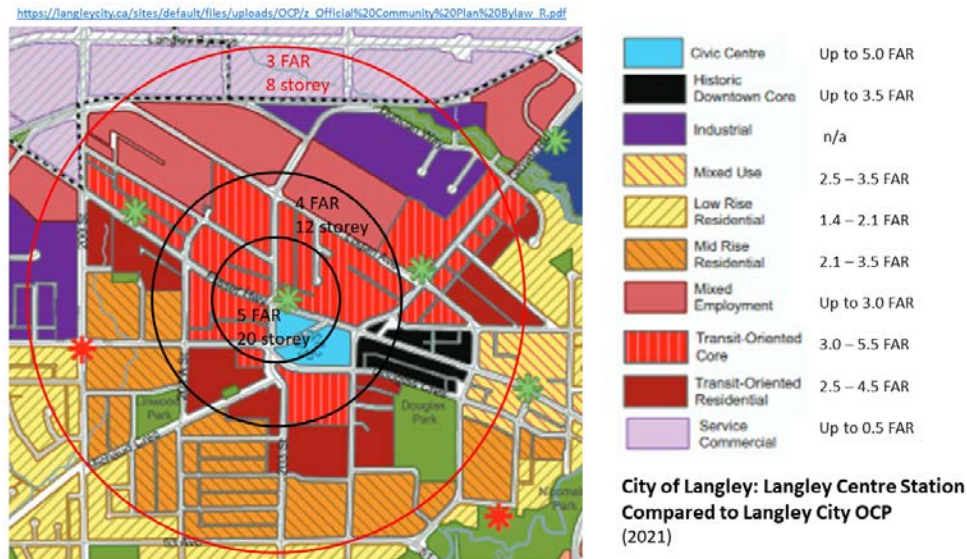 https://langleycity.ca/sites/default/files/uploads/OCP/z_Official%20Community%20Plan%20Bylaw_R.pdf
3 FAR
8 storey
4 FAR
12 storey
5 FAR
20 storey
Linwood
Park
Douglas
Park
53 Ave
Civic Centre Up to 5.0 FAR
Historic
Downtown Core Up to 3.5 FAR
Industrial n/a
Mixed Use 2.5 – 3.5 FAR
Low Rise
Residential 1.4 – 2.1 FAR
Mid Rise
Residential 2.1 – 3.5 FAR
Mixed
Employment Up to 3.0 FAR
Transit-Oriented
Core 3.0 – 5.5 FAR
Transit-Oriented
Residential 2.5 – 4.5 FAR
Service
Commercial Up to 0.5 FAR
City of Langley: Langley Centre Station
Compared to Langley City OCP
(2021)